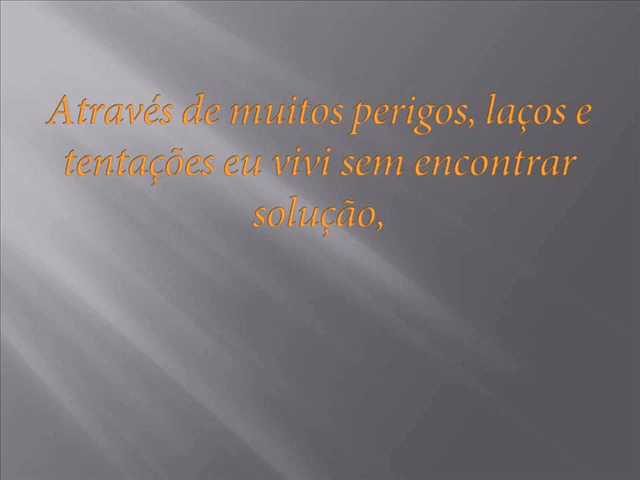 Através de muitos perigos, laços e
tentações eu vivi sem encontrar
solução,